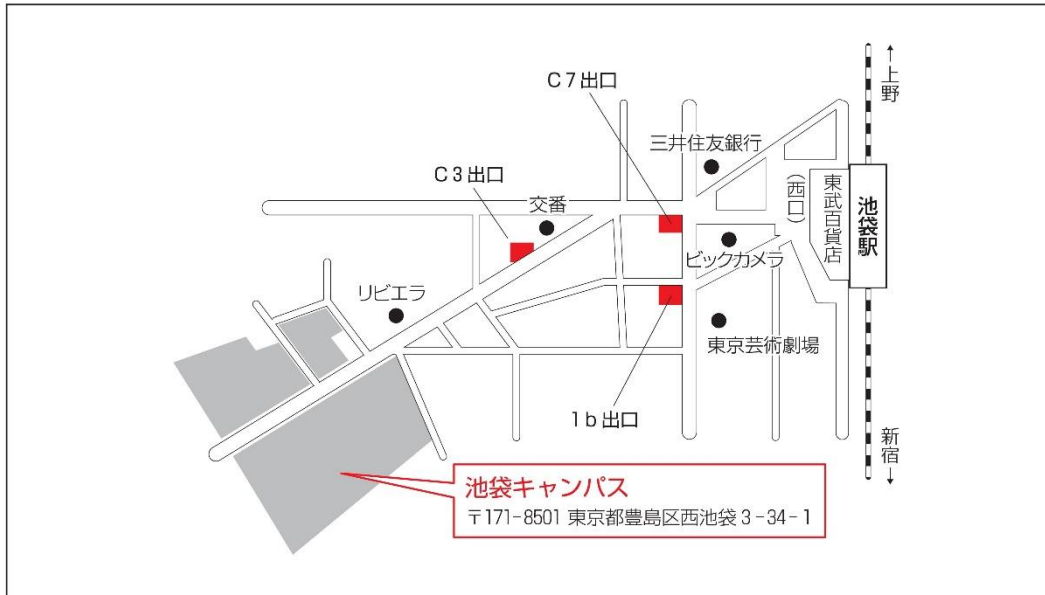 ↑上野
C7出口
三井住友銀行
C3出口
交番
(西口)
東武百貨店
池袋駅
ビックカメラ
リビエラ
東京芸術劇場
1b出口
新宿↓
池袋キャンパス
〒171-8501 東京都豊島区西池袋3-34-1